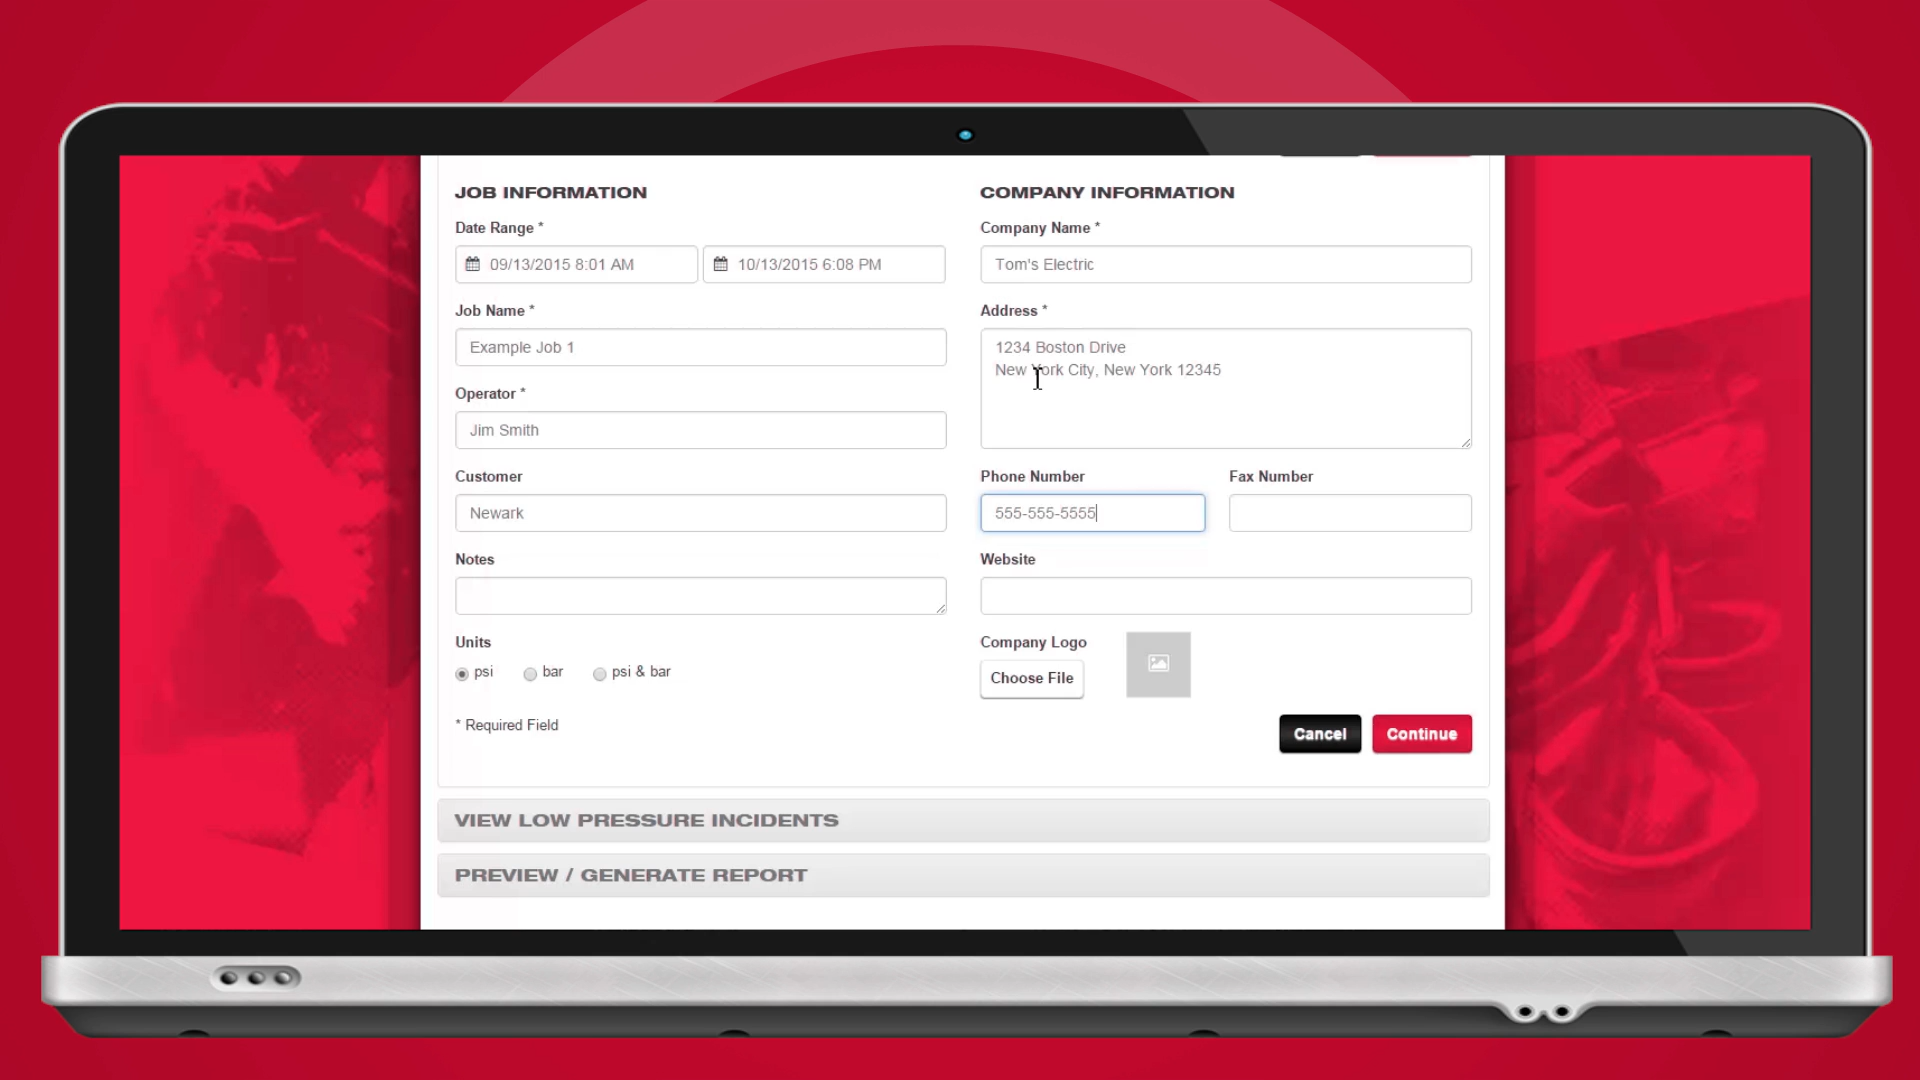 JOB INFORMATION
Date Range *
09/13/2015 8:01 AM
10/13/2015 6:08 PM
Job Name *
Example Job 1
Operator *
Jim Smith
Customer
Newark
Notes
Units
psi
bar
psi & bar
* Required Field
COMPANY INFORMATION
Company Name *
Tom's Electric
Address *
1234 Boston Drive
New York City, New York 12345
Phone Number
555-555-5555
Fax Number
Website
Company Logo
Choose File
Cancel
Continue
VIEW LOW PRESSURE INCIDENTS
PREVIEW / GENERATE REPORT